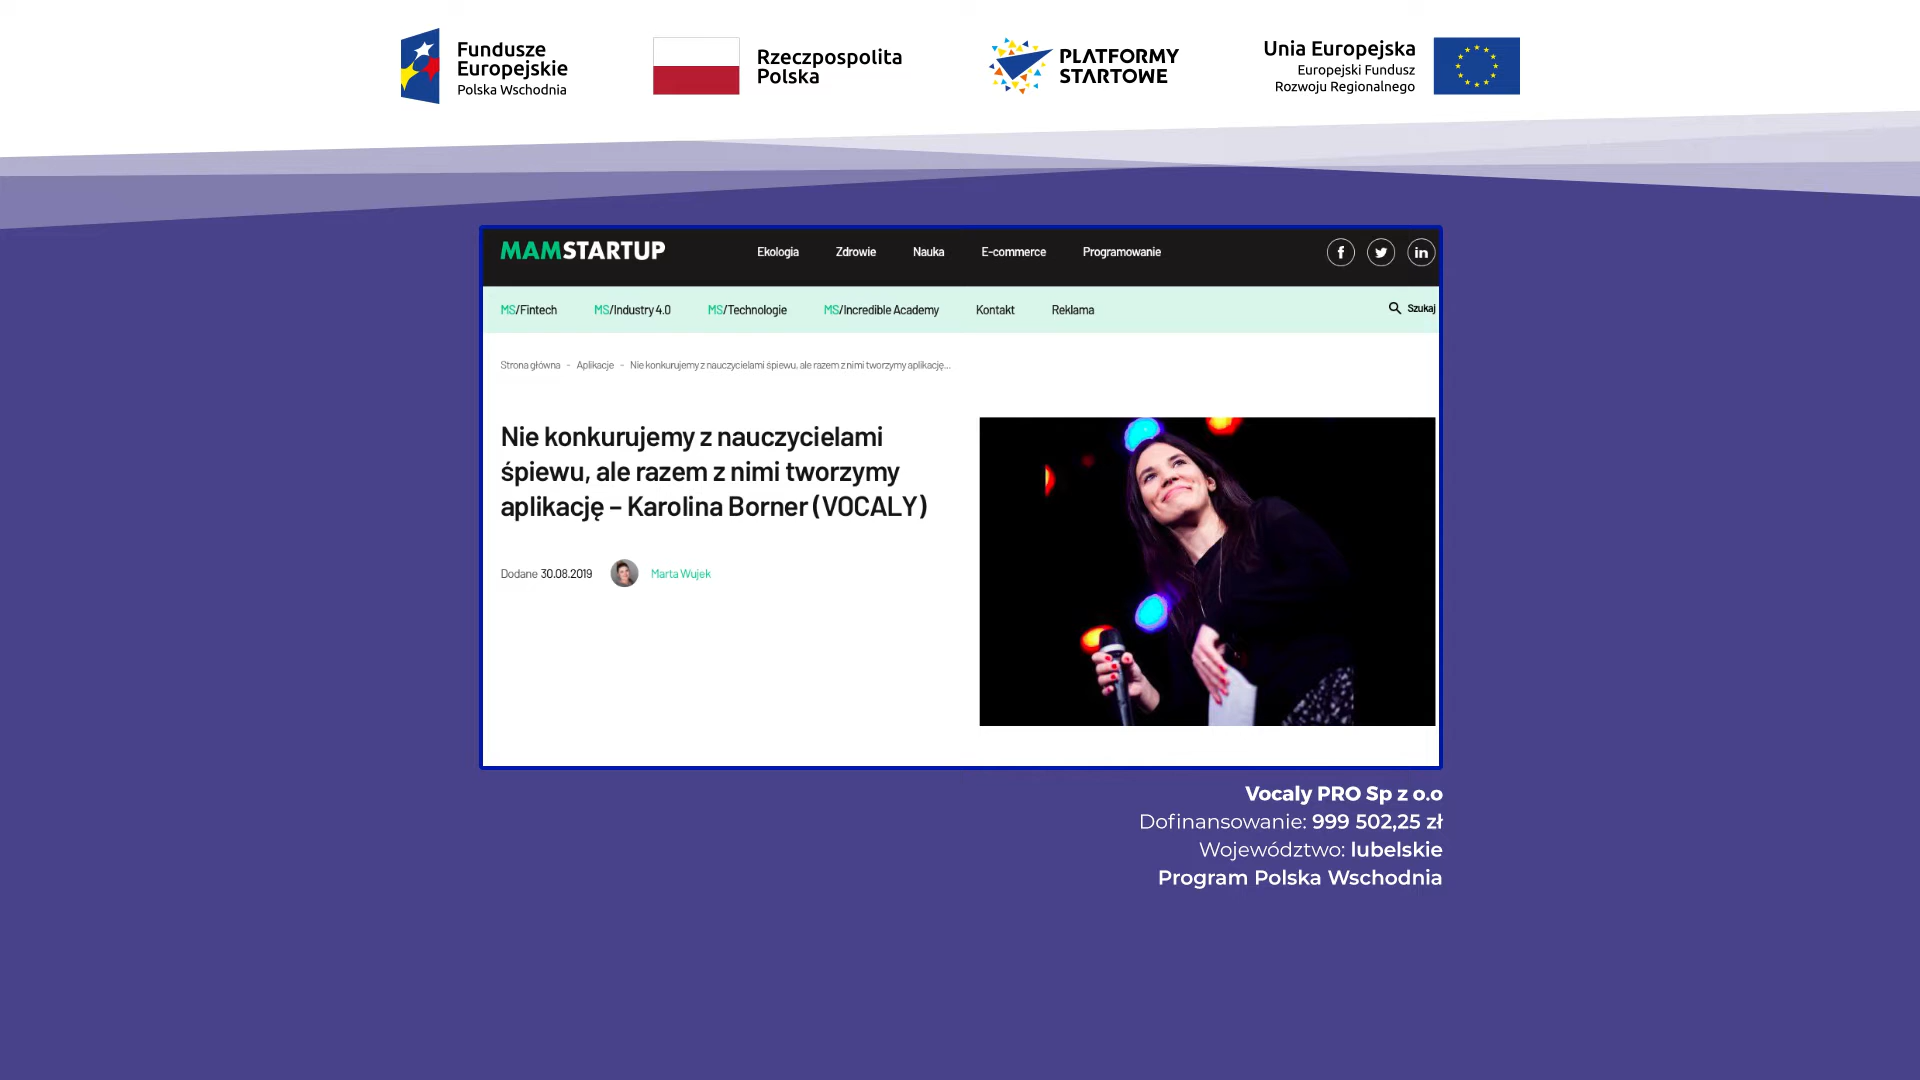 Fundusze
Europejskie
Polska Wschodnia
Rzeczpospolita
Polska
PLATFORMY
STARTOWE
Unia Europejska
Europejski Fundusz
Rozwoju Regionalnego
MAMSTARTUP
Ekologia Zdrowie Nauka E-commerce Programowanie
MS/Fintech MS/Industry 4.0 MS/Technologie MS/Incredible Academy Kontakt Reklama Szukaj
Strona główna - Aplikacje - Nie konkurujemy z nauczycielami śpiewu, ale razem z nimi tworzymy aplikację...
Nie konkurujemy z nauczycielami
śpiewu, ale razem z nimi tworzymy
aplikację – Karolina Borner (VOCALY)
Dodane 30.08.2019 Marta Wujek
Vocaly PRO Sp z o.o
Dofinansowanie: 999 502,25 zł
Województwo: lubelskie
Program Polska Wschodnia